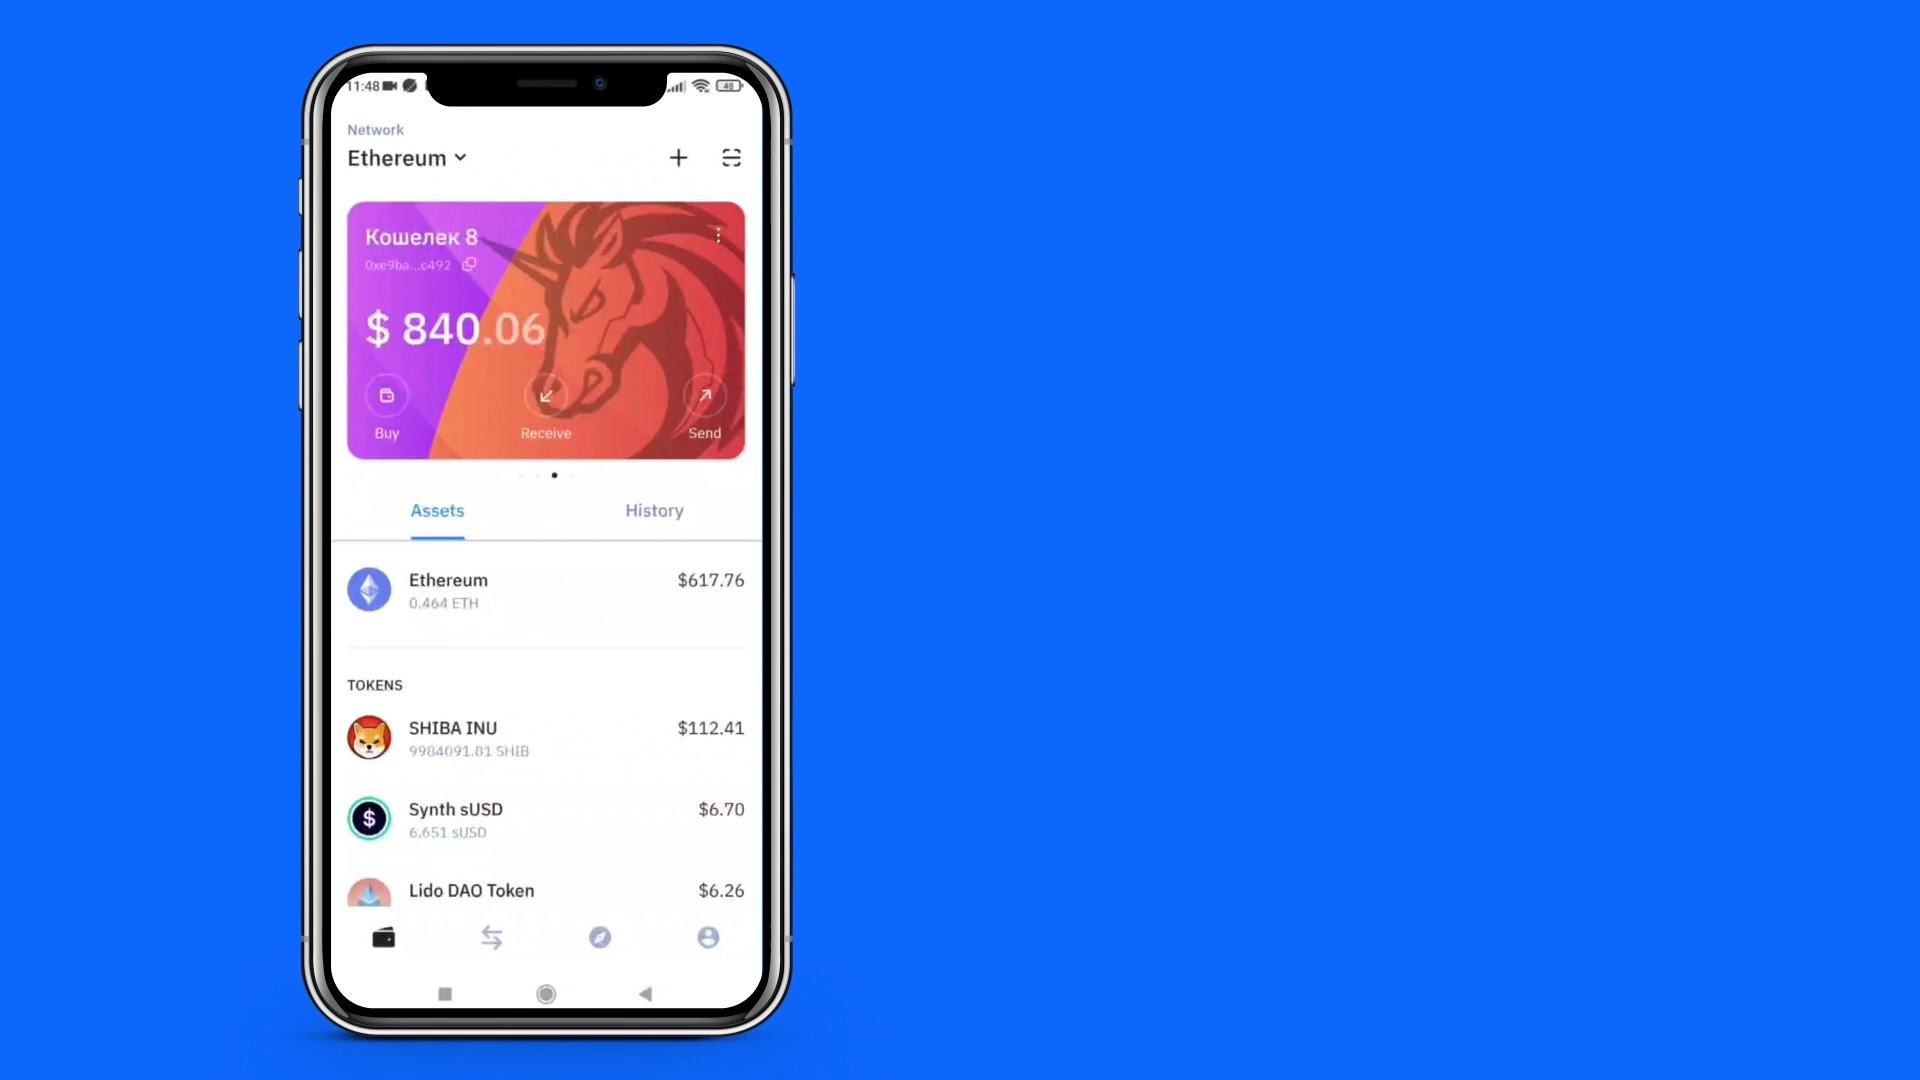 11:48
48
Network
Ethereum
Кошелек 8
0xe9ba...c492
$ 840.06
Buy
Receive
Send
Assets
History
Ethereum
$617.76
0.464 ETH
TOKENS
SHIBA INU
$112.41
9984091.81 SHIB
Synth sUSD
$6.70
6.651 sUSD
Lido DAO Token
$6.26